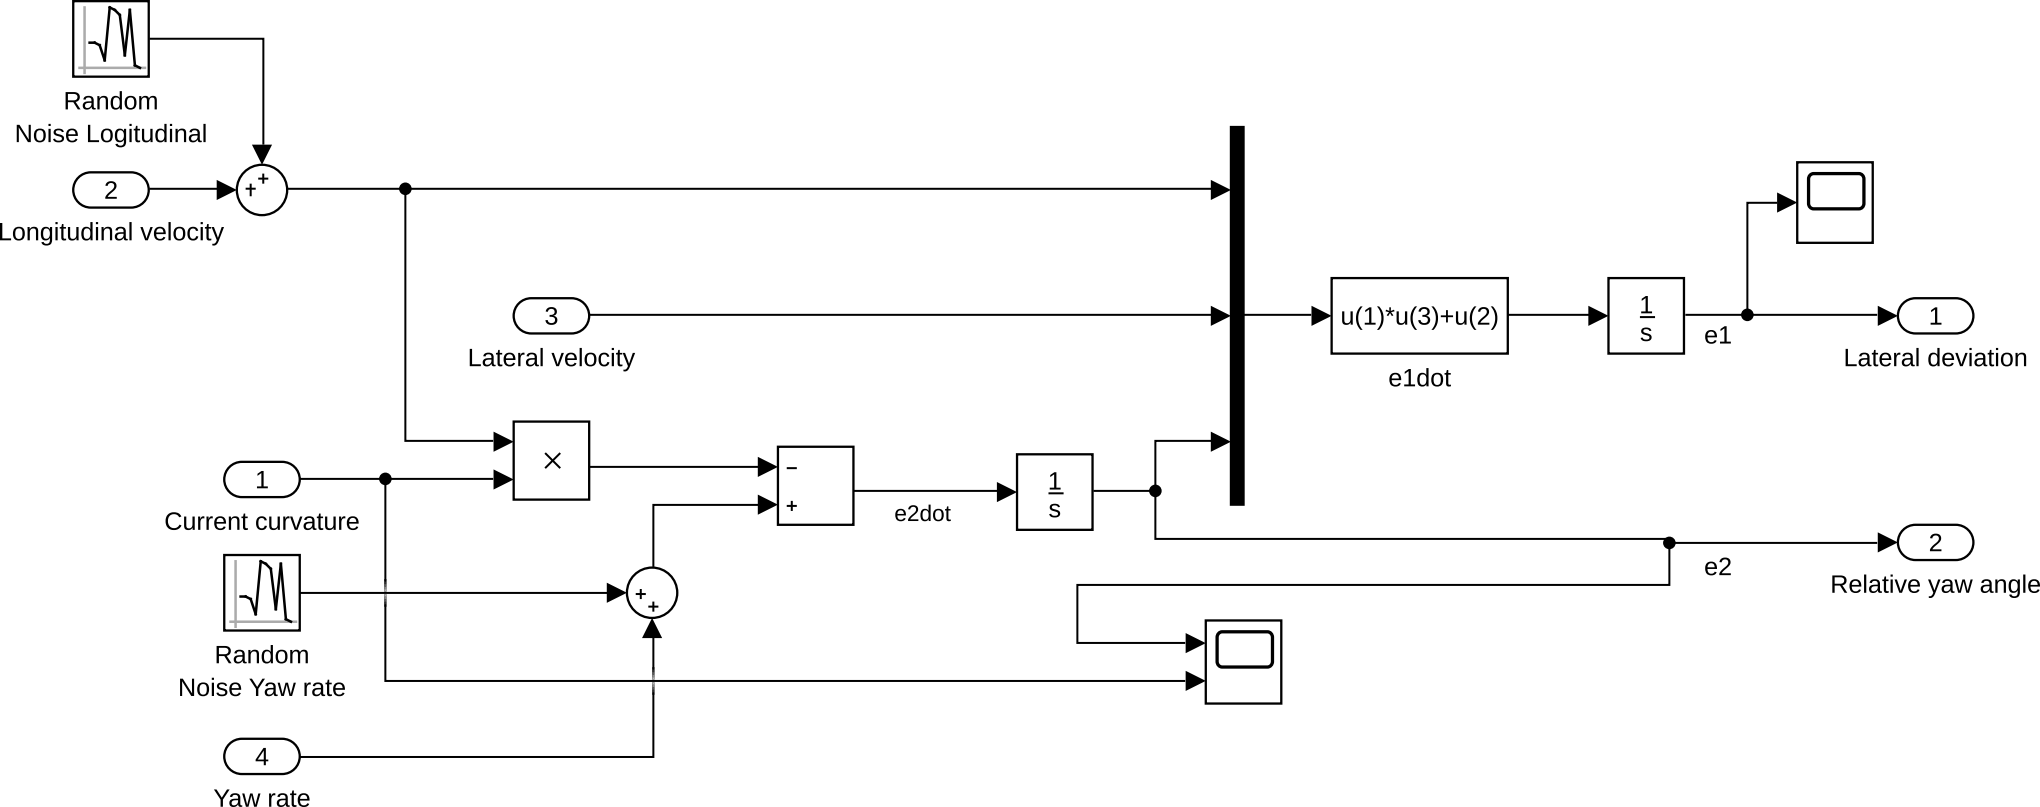 Random
Noise Logitudinal
2
+
+
Longitudinal velocity
3
Lateral velocity
u(1)*u(3)+u(2)
e1dot
1
s
e1
1
Lateral deviation
×
1
Current curvature
−
+
e2dot
1
s
2
e2
Relative yaw angle
Random
Noise Yaw rate
+
+
4
Yaw rate